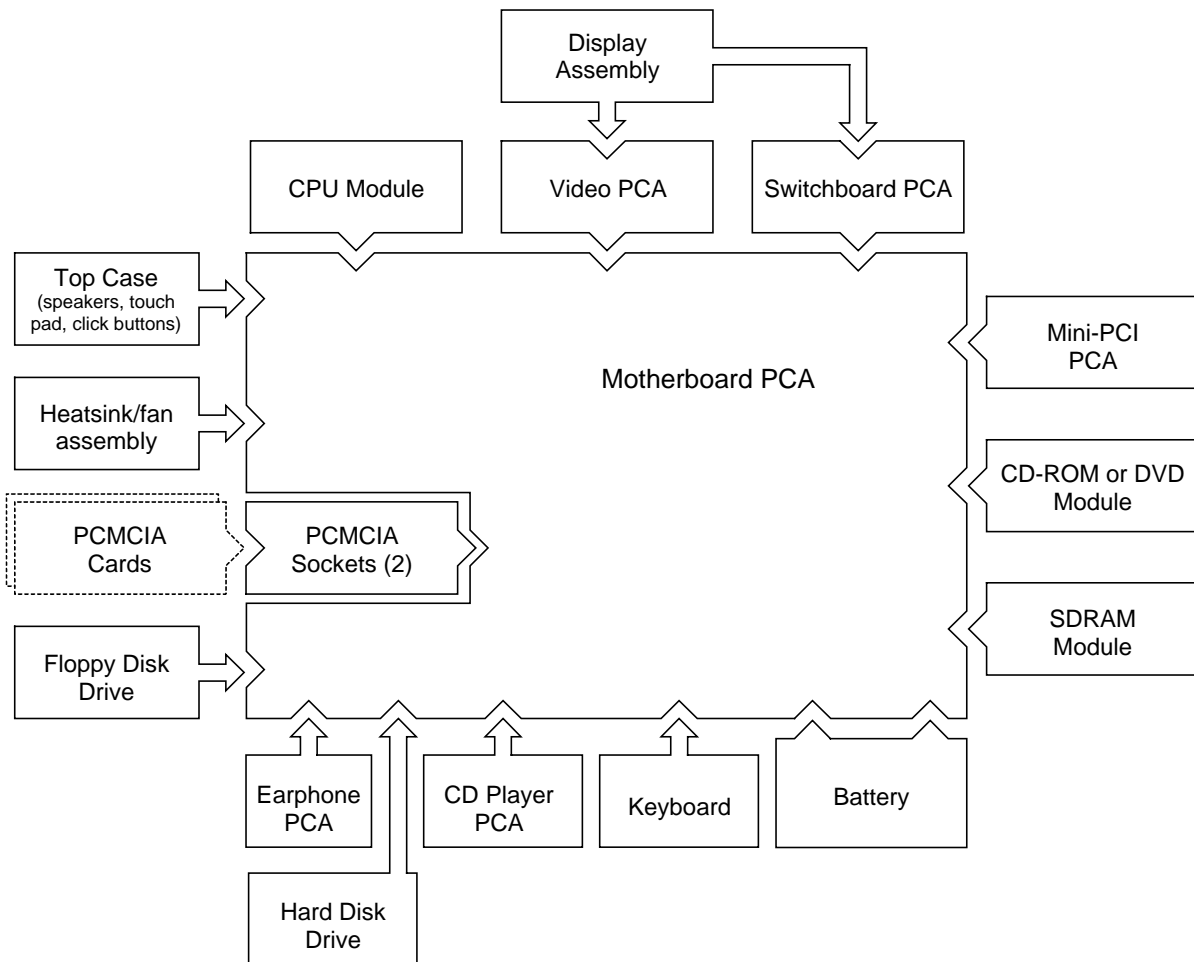 Display
Assembly
CPU Module
Video PCA
Switchboard PCA
Top Case
(speakers, touch
pad, click buttons)
Mini-PCI
PCA
Motherboard PCA
Heatsink/fan
assembly
CD-ROM or DVD
Module
PCMCIA
Cards
PCMCIA
Sockets (2)
SDRAM
Module
Floppy Disk
Drive
Earphone
PCA
CD Player
PCA
Keyboard
Battery
Hard Disk
Drive